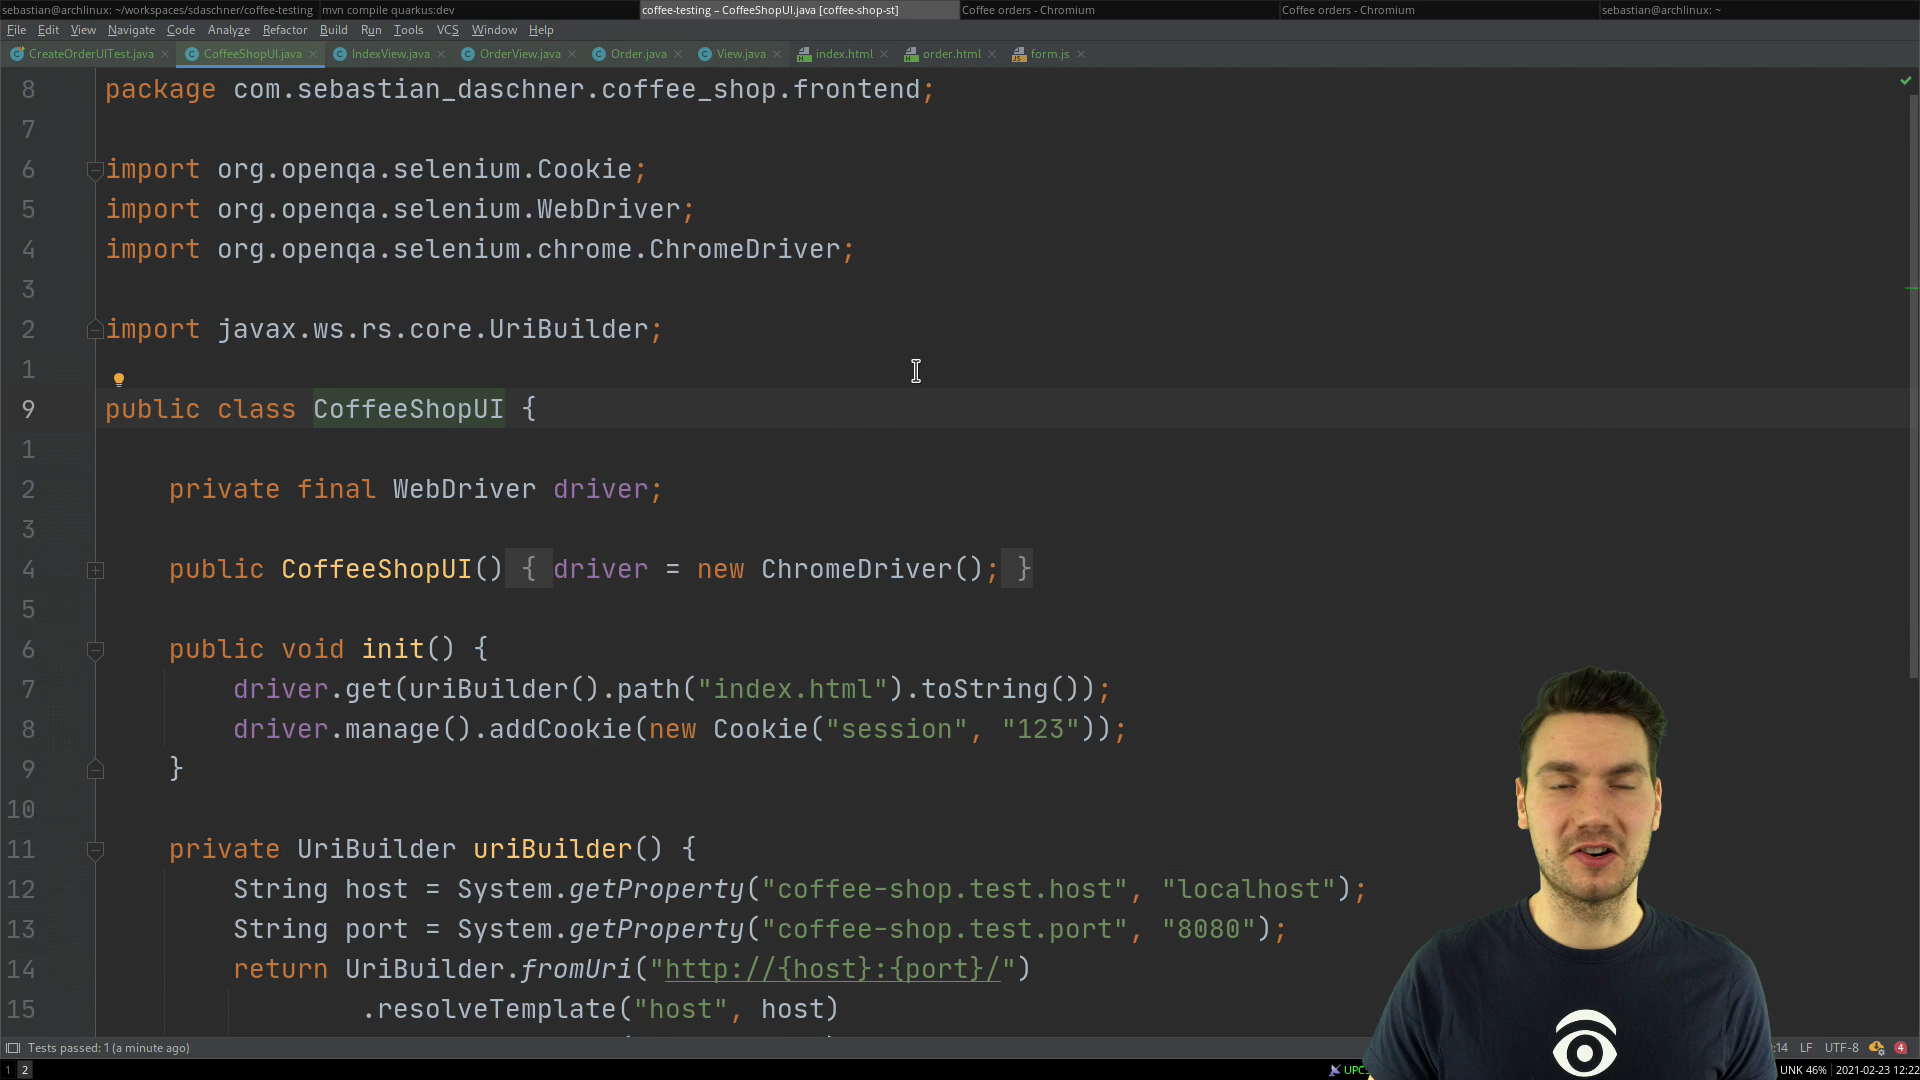 sebastian@archlinux: ~/workspaces/sdaschner/coffee-testing
mvn compile quarkus:dev
coffee-testing – CoffeeShopUI.java [coffee-shop-st]
Coffee orders - Chromium
Coffee orders - Chromium
sebastian@archlinux: ~
File Edit View Navigate Code Analyze Refactor Build Run Tools VCS Window Help
CreateOrderUITest.java CoffeeShopUI.java IndexView.java OrderView.java Order.java View.java index.html order.html form.js
8 package com.sebastian_daschner.coffee_shop.frontend;
7
6 import org.openqa.selenium.Cookie;
5 import org.openqa.selenium.WebDriver;
4 import org.openqa.selenium.chrome.ChromeDriver;
3
2 import javax.ws.rs.core.UriBuilder;
1
9 public class CoffeeShopUI {
1
2 private final WebDriver driver;
3
4 public CoffeeShopUI() { driver = new ChromeDriver(); }
5
6 public void init() {
7 driver.get(uriBuilder().path("index.html").toString());
8 driver.manage().addCookie(new Cookie("session", "123"));
9 }
10
11 private UriBuilder uriBuilder() {
12 String host = System.getProperty("coffee-shop.test.host", "localhost");
13 String port = System.getProperty("coffee-shop.test.port", "8080");
14 return UriBuilder.fromUri("http://{host}:{port}/")
15 .resolveTemplate("host", host)
Tests passed: 1 (a minute ago)
:14 LF UTF-8 4
1 2
UPC
UNK 46% 2021-02-23 12:22